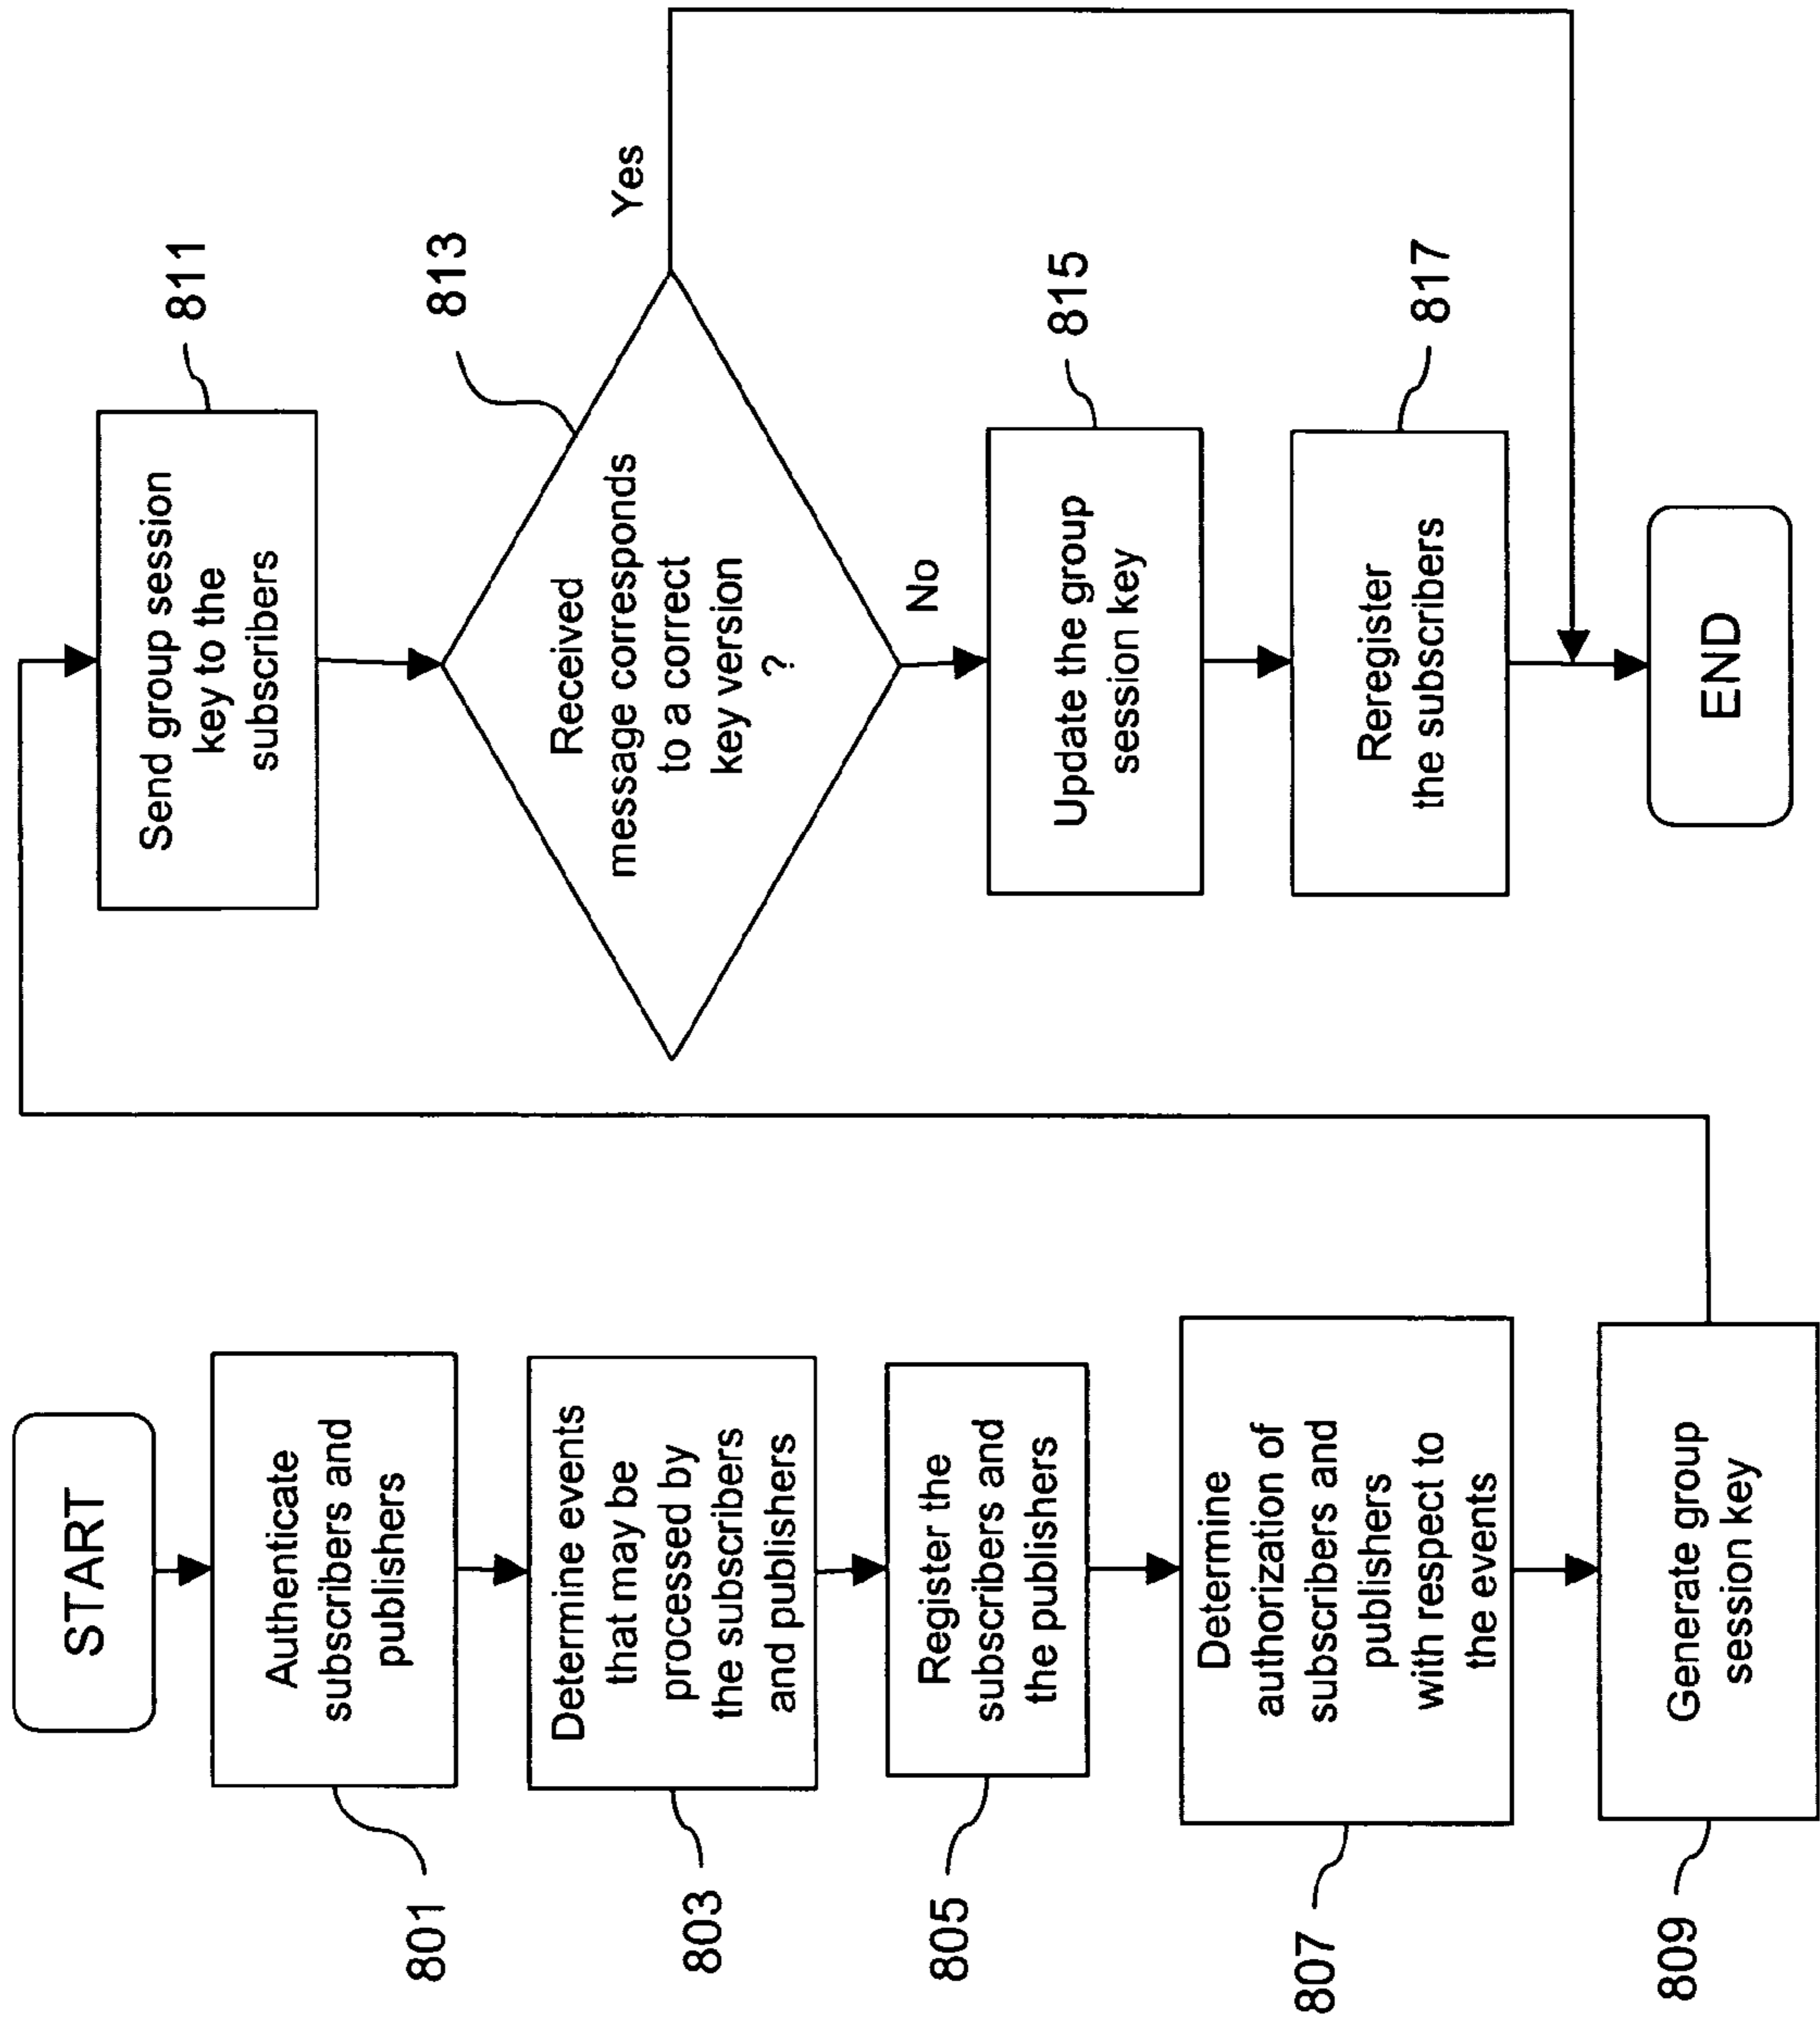 START
Authenticate
subscribers and
publishers
801
Determine events
that may be
processed by
the subscribers
and publishers
803
Register the
subscribers and
the publishers
805
Determine
authorization of
subscribers and
publishers
with respect to
the events
807
Generate group
session key
809
Send group session
key to the
subscribers
811
Received
message corresponds
to a correct
key version
?
813
Yes
No
Update the group
session key
815
Reregister
the subscribers
817
END